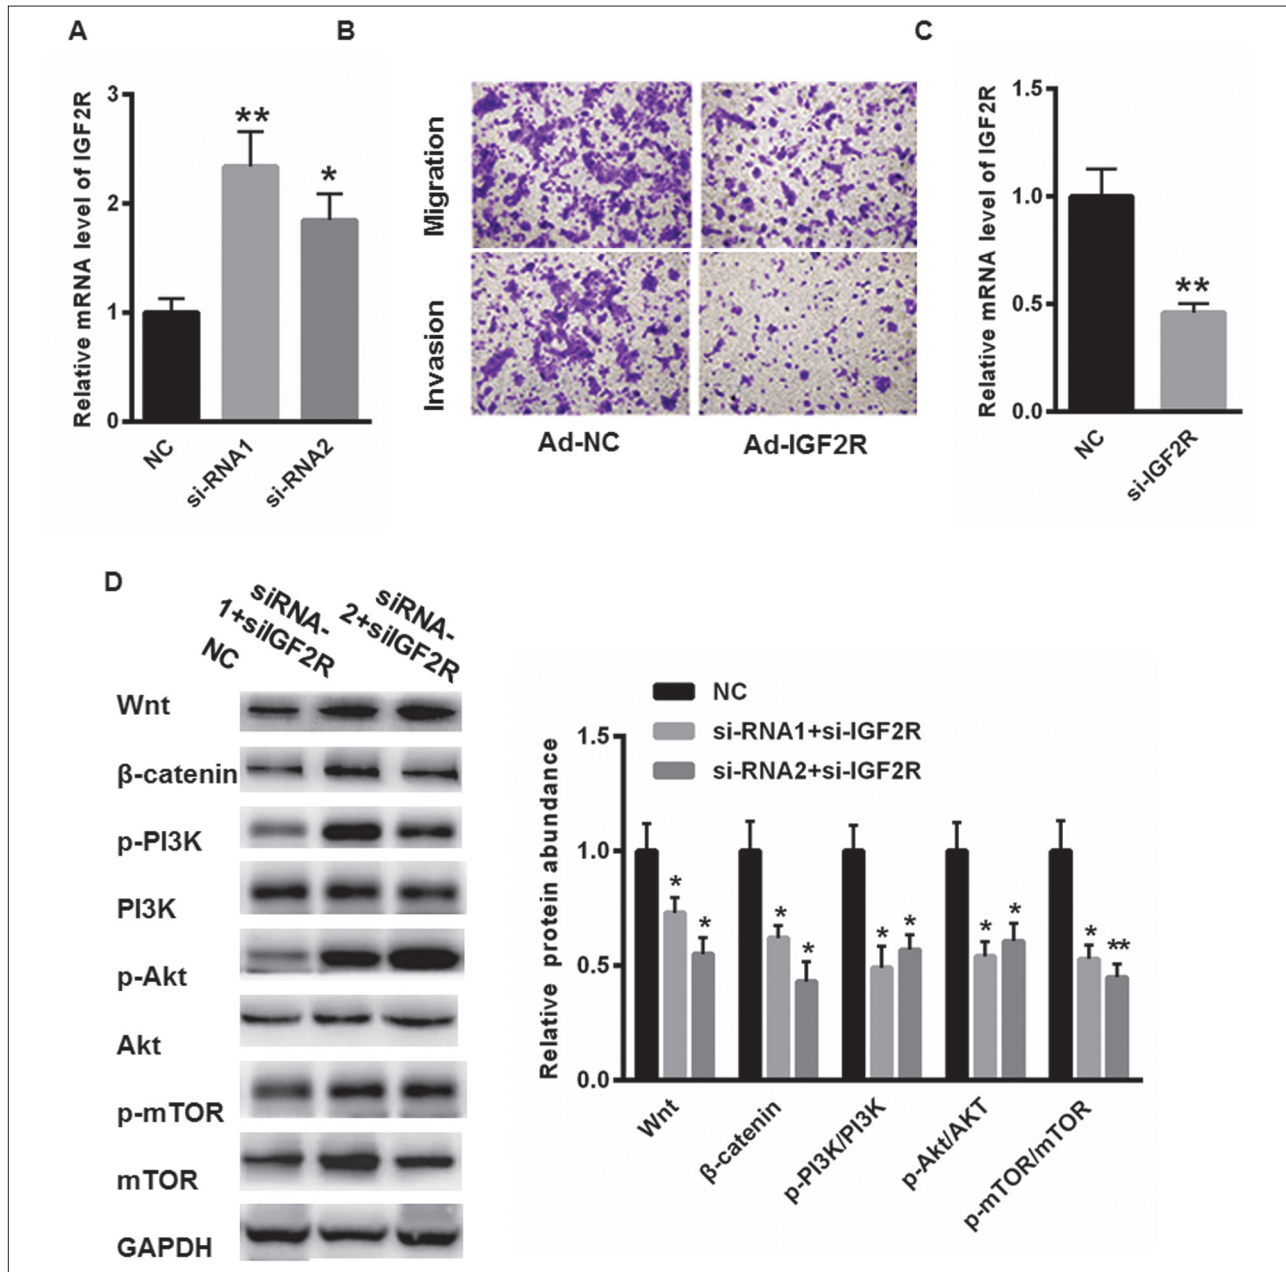 A
B
C
Relative mRNA level of IGF2R
3
2
1
0
**
*
NC
si-RNA1
si-RNA2
Migration
Invasion
Ad-NC
Ad-IGF2R
Relative mRNA level of IGF2R
1.5
1.0
0.5
0.0
**
NC
si-IGF2R
D
NC
siRNA-
1+siIGF2R
siRNA-
2+siIGF2R
Wnt
β-catenin
p-PI3K
PI3K
p-Akt
Akt
p-mTOR
mTOR
GAPDH
NC
si-RNA1+si-IGF2R
si-RNA2+si-IGF2R
Relative protein abundance
1.5
1.0
0.5
0.0
*
*
*
*
*
*
*
*
*
**
Wnt
β-catenin
p-PI3K/PI3K
p-Akt/AKT
p-mTOR/mTOR